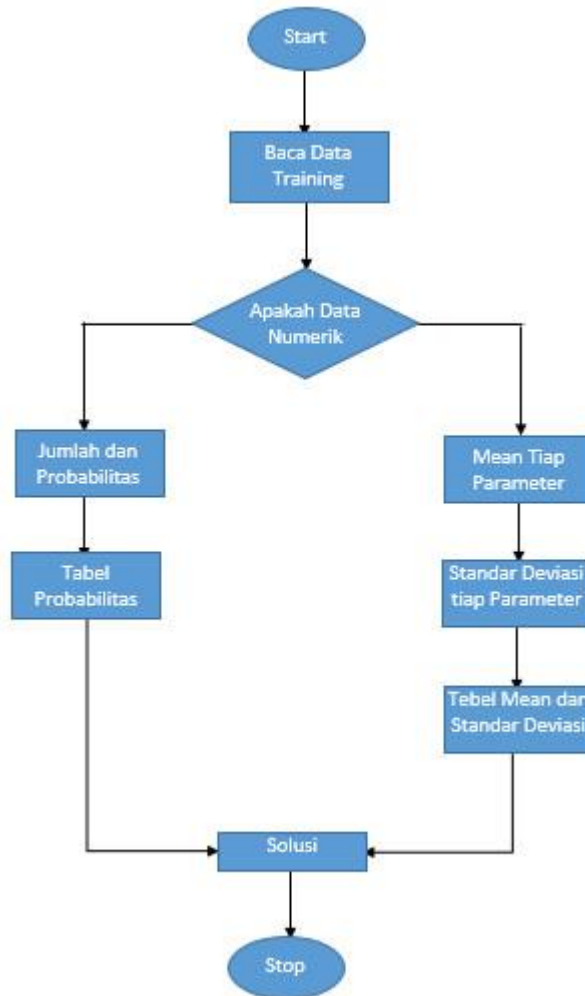 Start
Baca Data
Training
Apakah Data
Numerik
Jumlah dan
Probabilitas
Tabel
Probabilitas
Mean Tiap
Parameter
Standar Deviasi
tiap Parameter
Tebel Mean dan
Standar Deviasi
Solusi
Stop